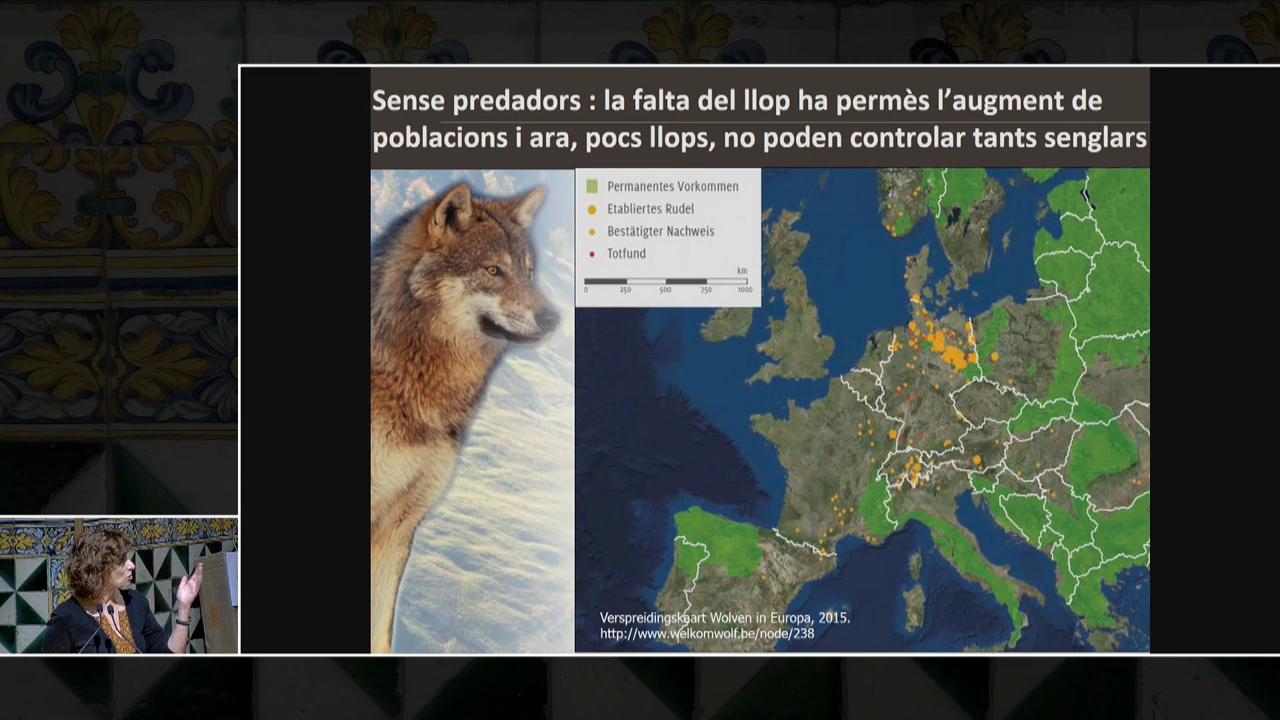 Sense predadors : la falta del llop ha permès l'augment de
poblacions i ara, pocs llops, no poden controlar tants senglars
Permanentes Vorkommen
Etabliertes Rudel
Bestätigter Nachweis
Totfund
km
0 250 500 750 1000
Verspreidingskaart Wolven in Europa, 2015.
http://www.welkomwolf.be/node/238